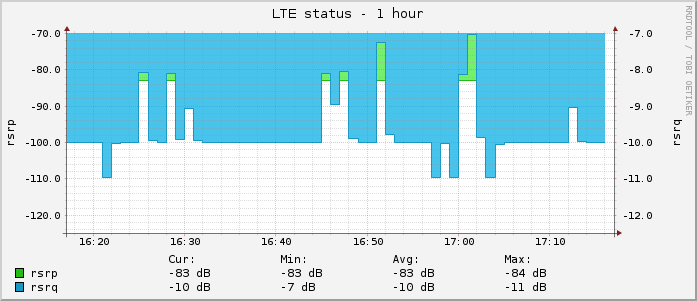 LTE status - 1 hour
RRDTOOL / TOBI OETIKER
rsrp
rsrq
-70.0
-80.0
-90.0
-100.0
-110.0
-120.0
-7.0
-8.0
-9.0
-10.0
-11.0
-12.0
16:20 16:30 16:40 16:50 17:00 17:10
Cur: Min: Avg: Max:
rsrp -83 dB -83 dB -83 dB -84 dB
rsrq -10 dB -7 dB -10 dB -11 dB